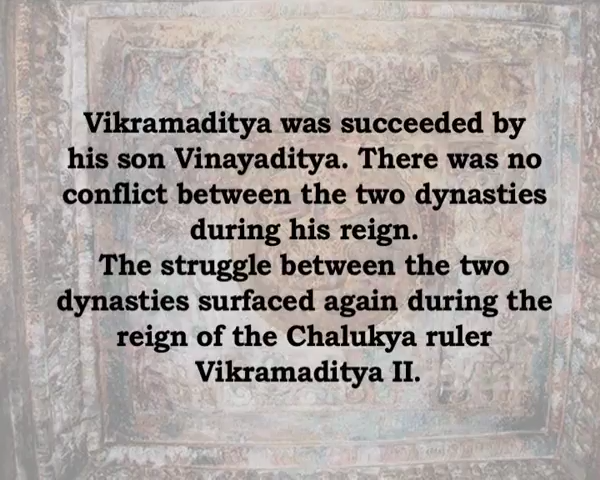 Vikramaditya was succeeded by
his son Vinayaditya. There was no
conflict between the two dynasties
during his reign.
The struggle between the two
dynasties surfaced again during the
reign of the Chalukya ruler
Vikramaditya II.